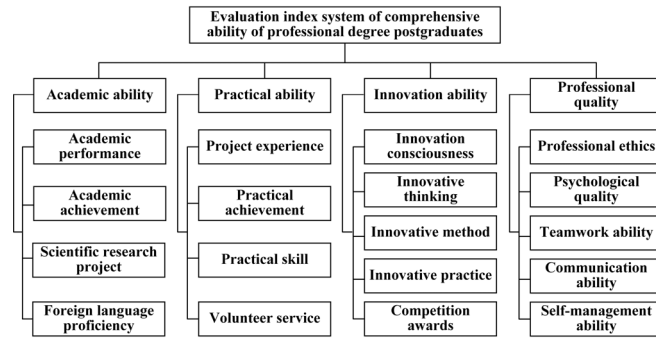 Evaluation index system of comprehensive
ability of professional degree postgraduates
Academic ability
Academic
performance
Academic
achievement
Scientific research
project
Foreign language
proficiency
Practical ability
Project experience
Practical
achievement
Practical skill
Volunteer service
Innovation ability
Innovation
consciousness
Innovative
thinking
Innovative method
Innovative practice
Competition
awards
Professional
quality
Professional ethics
Psychological
quality
Teamwork ability
Communication
ability
Self-management
ability